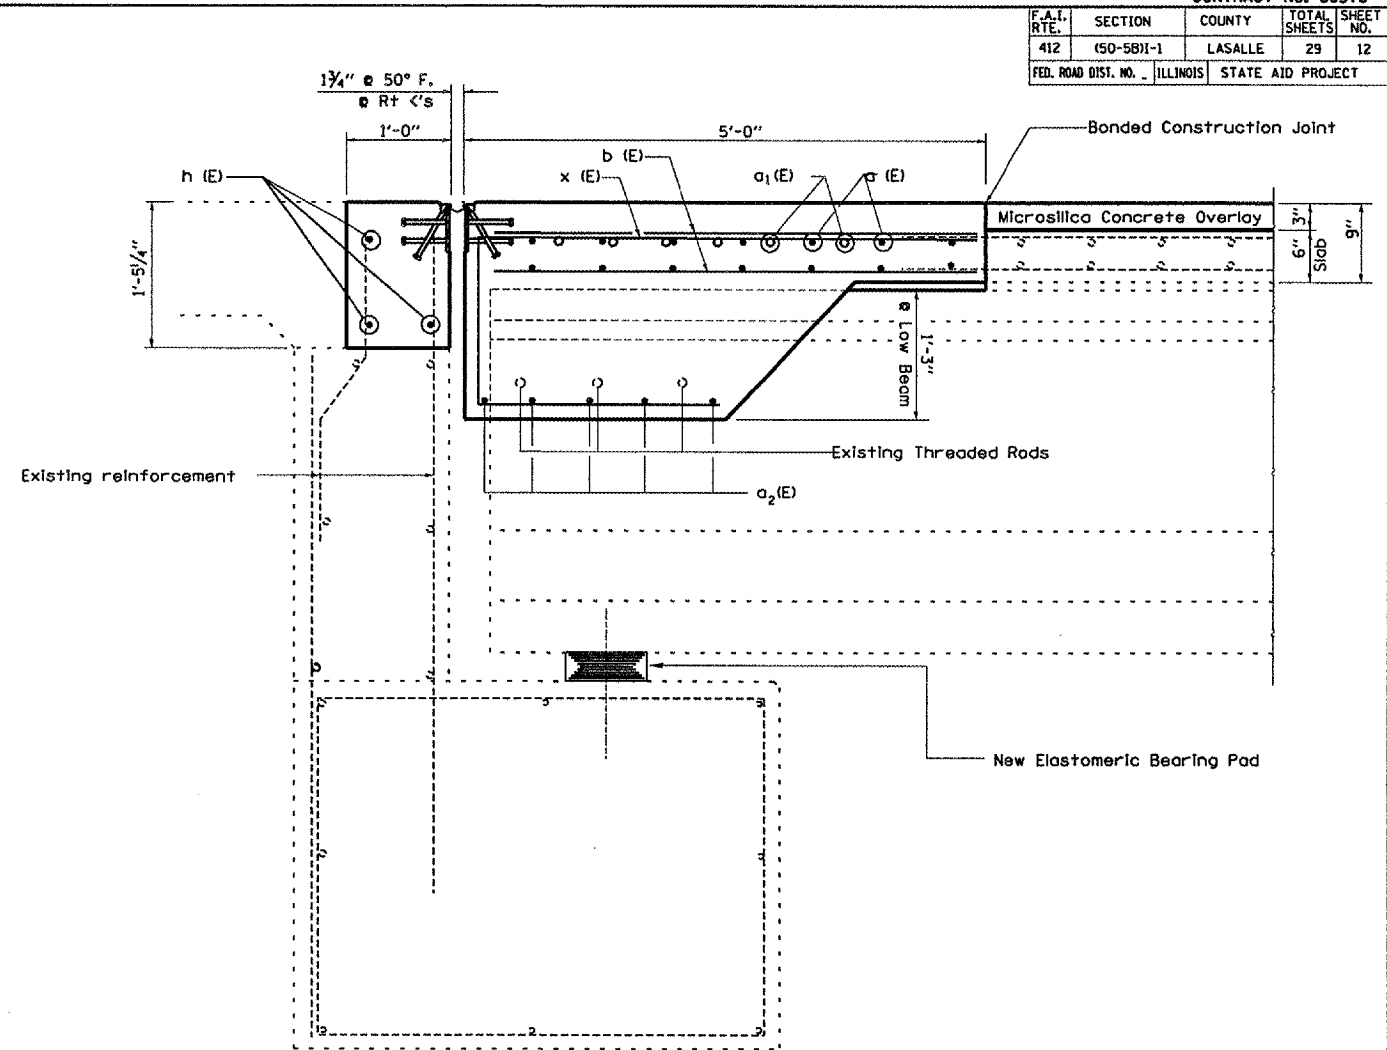 F.A.I. RTE. SECTION COUNTY TOTAL SHEETS SHEET NO.
412 (50-5B)I-1 LASALLE 29 12
FED. ROAD DIST. NO. _ ILLINOIS STATE AID PROJECT
1¾" @ 50° F.
@ Rt <'s
1'-0"
5'-0"
Bonded Construction Joint
b (E)
h (E)
x (E)
a₁(E)
a (E)
Microsilica Concrete Overlay
3"
9"
6" Slab
1'-5¼"
1'-3"
@ Low Beam
Existing Threaded Rods
Existing reinforcement
a₂(E)
New Elastomeric Bearing Pad